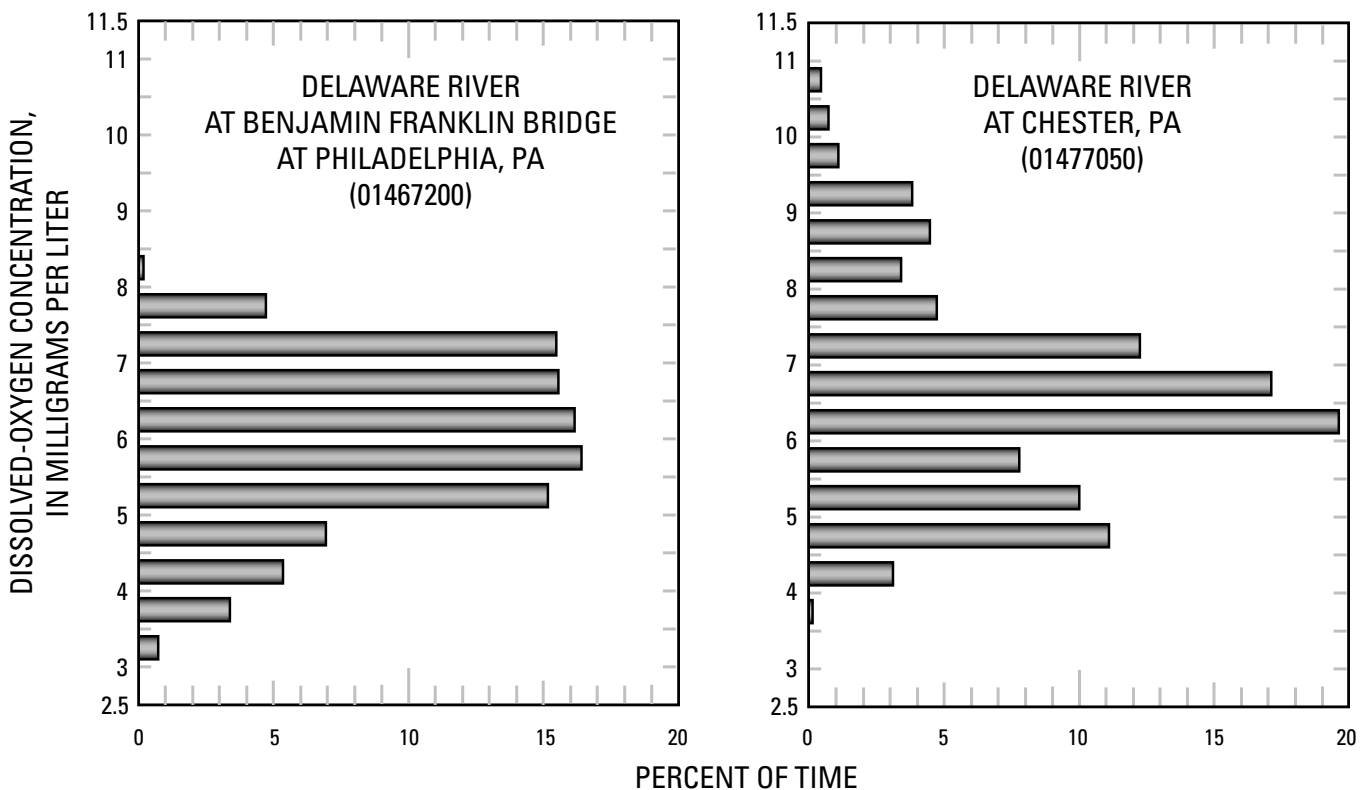 DISSOLVED-OXYGEN CONCENTRATION,
IN MILLIGRAMS PER LITER
11.5
11
10
9
8
7
6
5
4
3
2.5
DELAWARE RIVER
AT BENJAMIN FRANKLIN BRIDGE
AT PHILADELPHIA, PA
(01467200)
0 5 10 15 20
11.5
11
10
9
8
7
6
5
4
3
2.5
DELAWARE RIVER
AT CHESTER, PA
(01477050)
0 5 10 15 20
PERCENT OF TIME